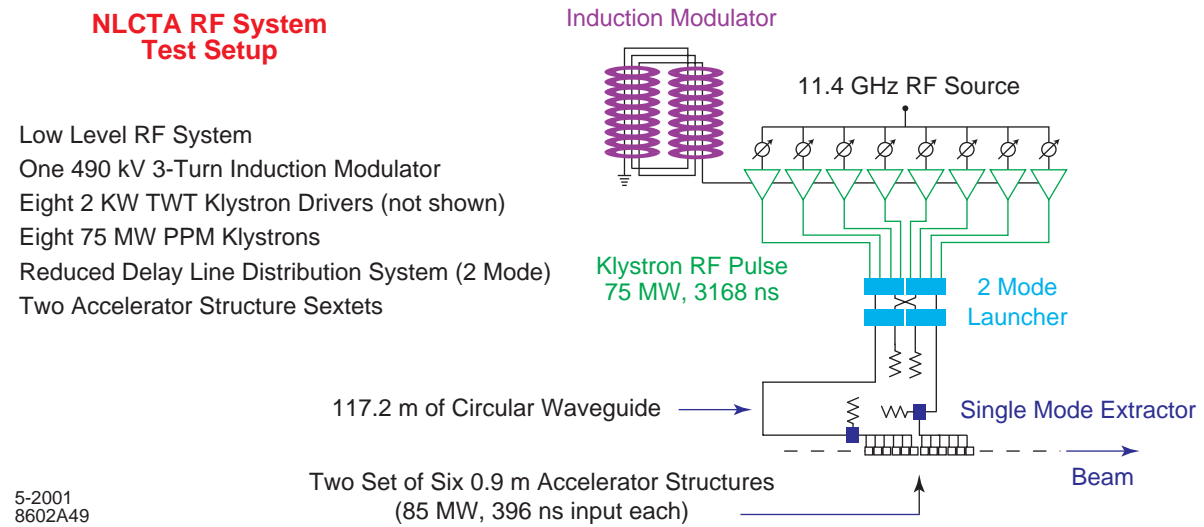 NLCTA RF System
Test Setup
Induction Modulator
11.4 GHz RF Source
Low Level RF System
One 490 kV 3-Turn Induction Modulator
Eight 2 KW TWT Klystron Drivers (not shown)
Eight 75 MW PPM Klystrons
Reduced Delay Line Distribution System (2 Mode)
Two Accelerator Structure Sextets
Klystron RF Pulse
75 MW, 3168 ns
2 Mode
Launcher
117.2 m of Circular Waveguide
Single Mode Extractor
Beam
Two Set of Six 0.9 m Accelerator Structures
(85 MW, 396 ns input each)
5-2001
8602A49